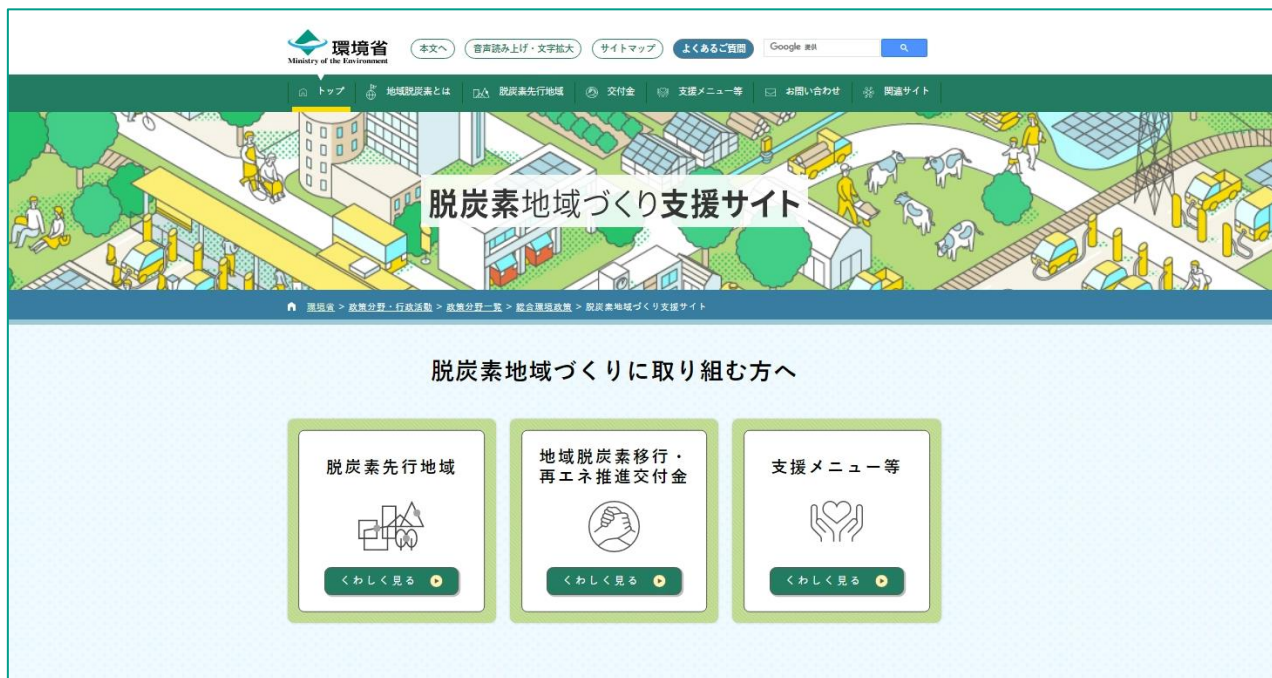 環境省
Ministry of the Environment
本文へ
音声読み上げ・文字拡大
サイトマップ
よくあるご質問
Google 提供
トップ
地域脱炭素とは
脱炭素先行地域
交付金
支援メニュー等
お問い合わせ
関連サイト
脱炭素地域づくり支援サイト
環境省 > 政策分野・行政活動 > 政策分野一覧 > 総合環境政策 > 脱炭素地域づくり支援サイト
脱炭素地域づくりに取り組む方へ
脱炭素先行地域
くわしく見る
地域脱炭素移行・
再エネ推進交付金
くわしく見る
支援メニュー等
くわしく見る